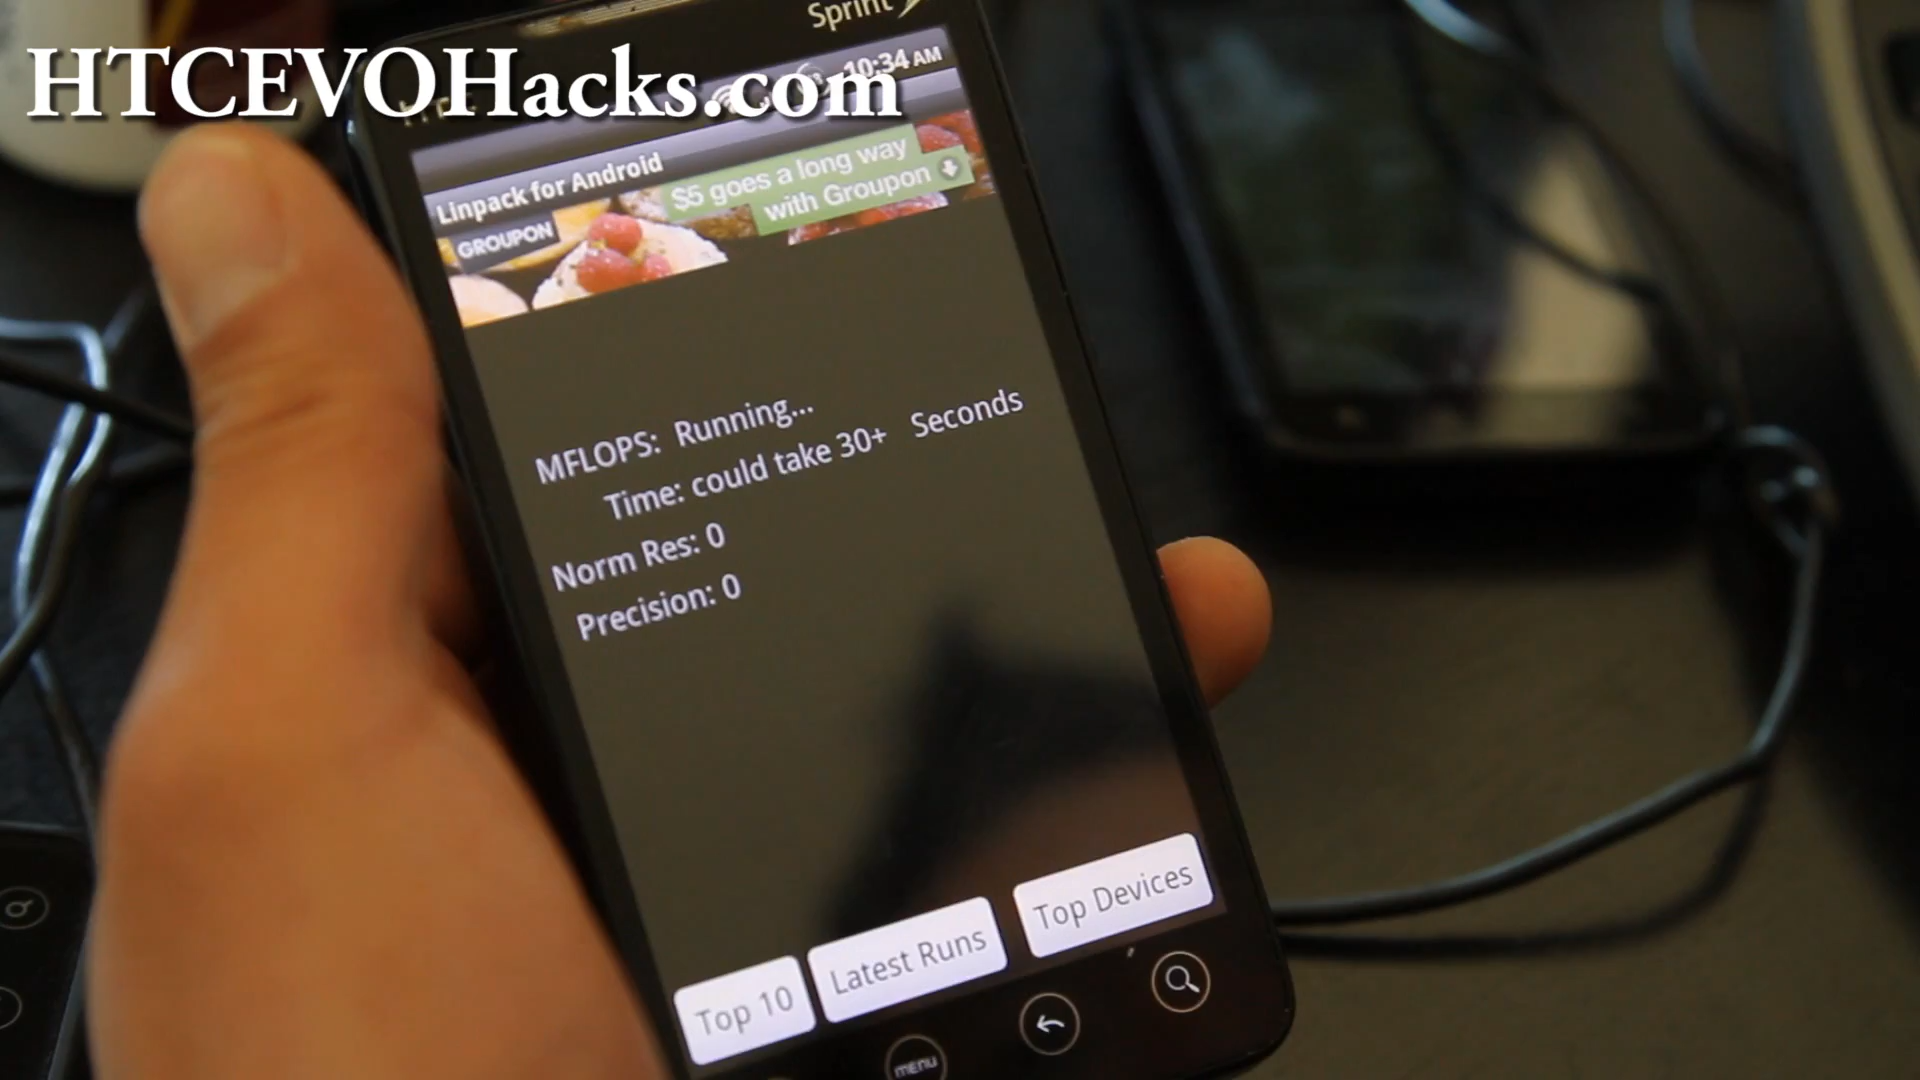 HTCEVOHacks.com
Sprint
10:34 AM
Linpack for Android
GROUPON
$5 goes a long way
with Groupon
MFLOPS: Running...
Time: could take 30+ Seconds
Norm Res: 0
Precision: 0
Top 10
Latest Runs
Top Devices
menu